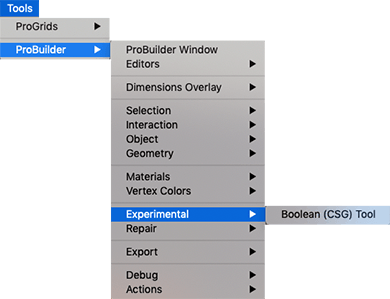 Tools
ProGrids
ProBuilder
ProBuilder Window
Editors
Dimensions Overlay
Selection
Interaction
Object
Geometry
Materials
Vertex Colors
Experimental
Boolean (CSG) Tool
Repair
Export
Debug
Actions